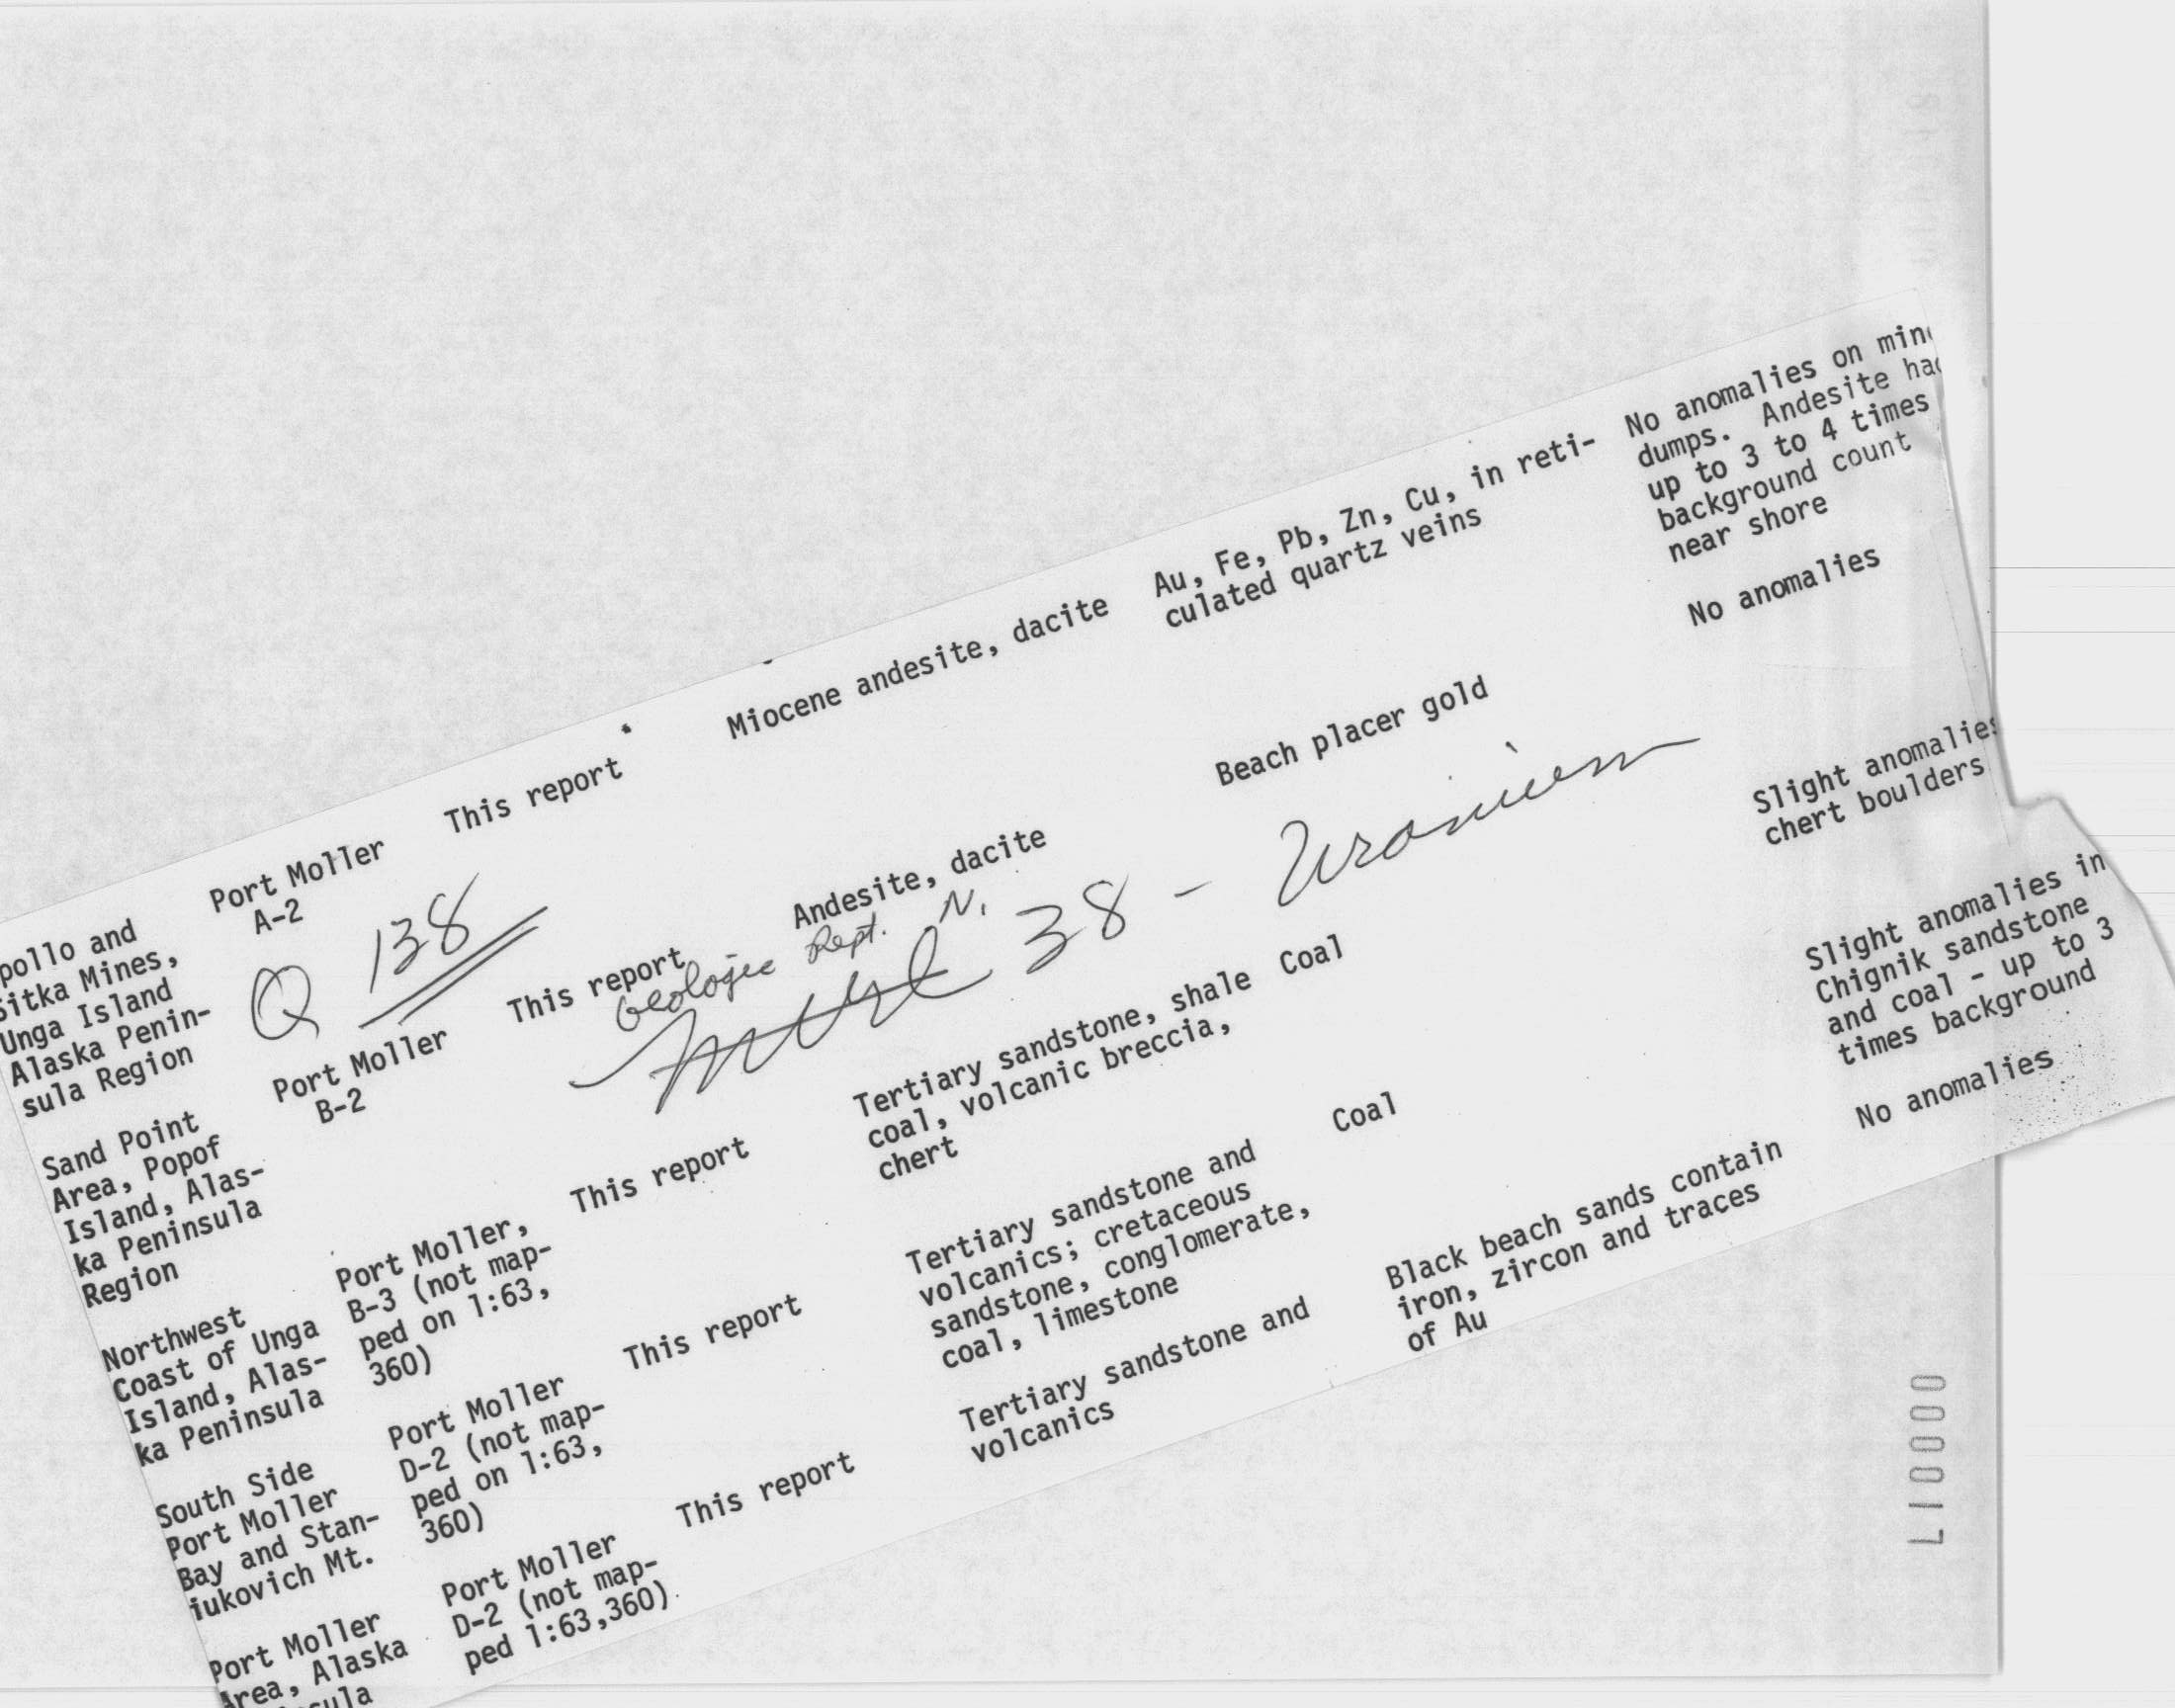 pollo and
Sitka Mines,
Unga Island
Alaska Penin-
sula Region
Port Moller
A-2
This report
Miocene andesite, dacite
Au, Fe, Pb, Zn, Cu, in reti-
culated quartz veins
No anomalies on min
dumps. Andesite ha
up to 3 to 4 times
background count
near shore
Q 138
Sand Point
Area, Popof
Island, Alas-
ka Peninsula
Region
Port Moller
B-2
This report
Andesite, dacite
Beach placer gold
No anomalies
Geologic Rept. N.
38 - Uranium
Northwest
Coast of Unga
Island, Alas-
ka Peninsula
Port Moller,
B-3 (not map-
ped on 1:63,
360)
This report
Tertiary sandstone, shale
coal, volcanic breccia,
chert
Coal
Slight anomalies
chert boulders
South Side
Port Moller
Bay and Stan-
iukovich Mt.
Port Moller
D-2 (not map-
ped on 1:63,
360)
This report
Tertiary sandstone and
volcanics; cretaceous
sandstone, conglomerate,
coal, limestone
Coal
Slight anomalies in
Chignik sandstone
and coal - up to 3
times background
Port Moller
Area, Alaska
sula
Port Moller
D-2 (not map-
ped 1:63,360)
This report
Tertiary sandstone and
volcanics
Black beach sands contain
iron, zircon and traces
of Au
No anomalies